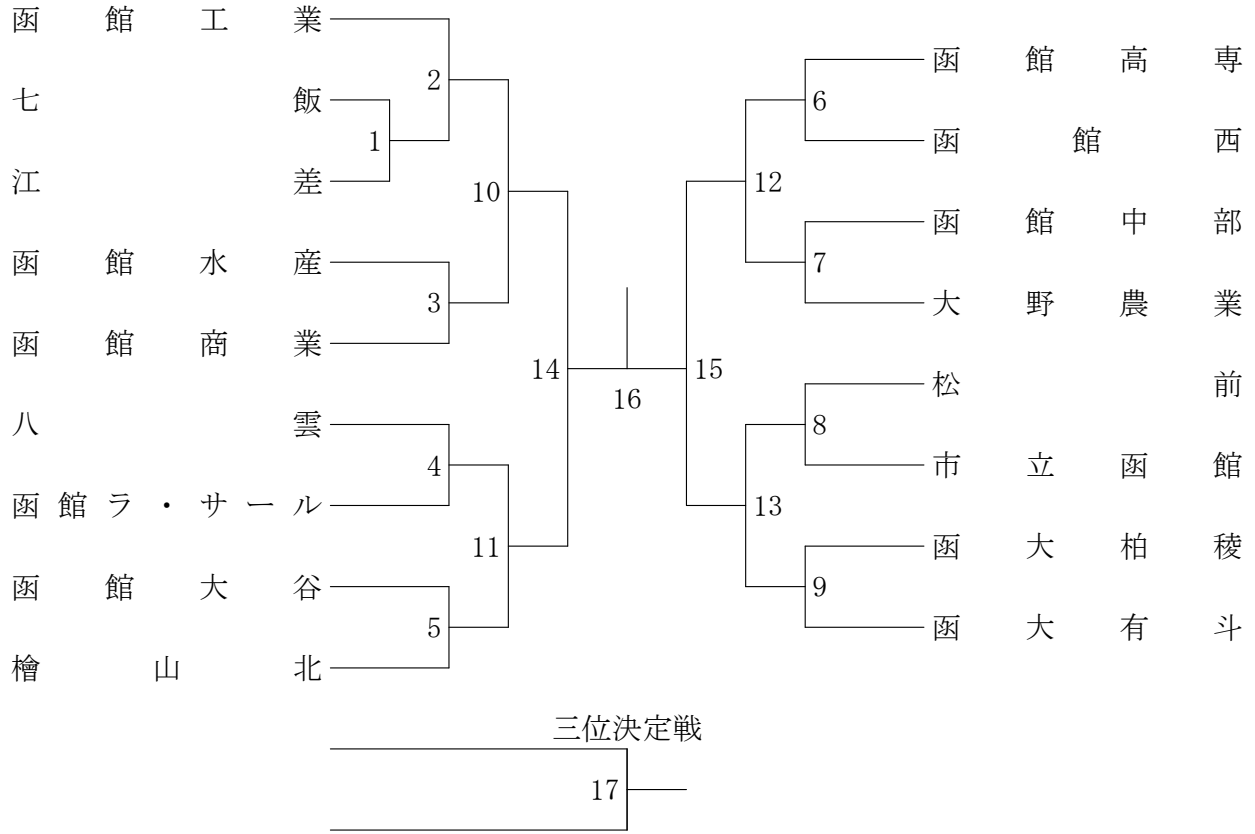 函館工業
七飯
江差
函館水産
函館商業
八雲
函館ラ・サール
函館大谷
檜山北
1
2
3
4
5
10
11
14
16
15
12
13
6
7
8
9
函館高専
函館西
函館中部
大野農業
松前
市立函館
函大柏稜
函大有斗
三位決定戦
17